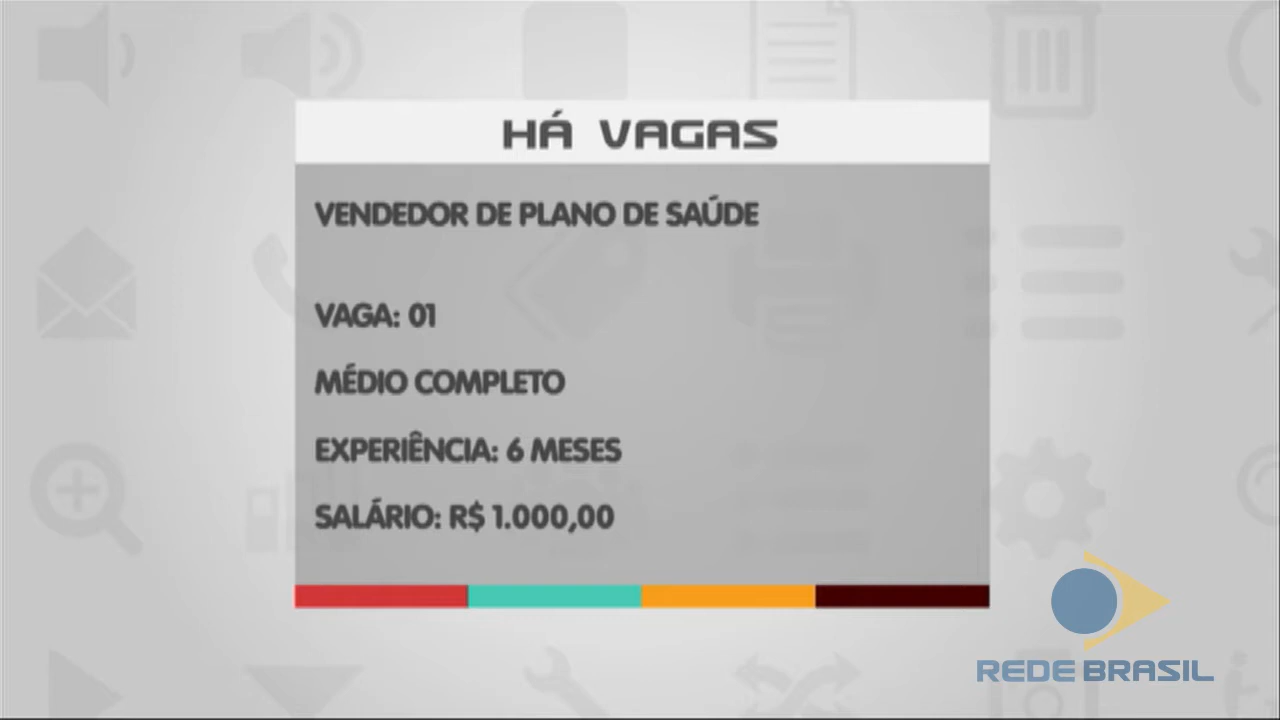 HÁ VAGAS
VENDEDOR DE PLANO DE SAÚDE
VAGA: 01
MÉDIO COMPLETO
EXPERIÊNCIA: 6 MESES
SALÁRIO: R$ 1.000,00
REDE BRASIL